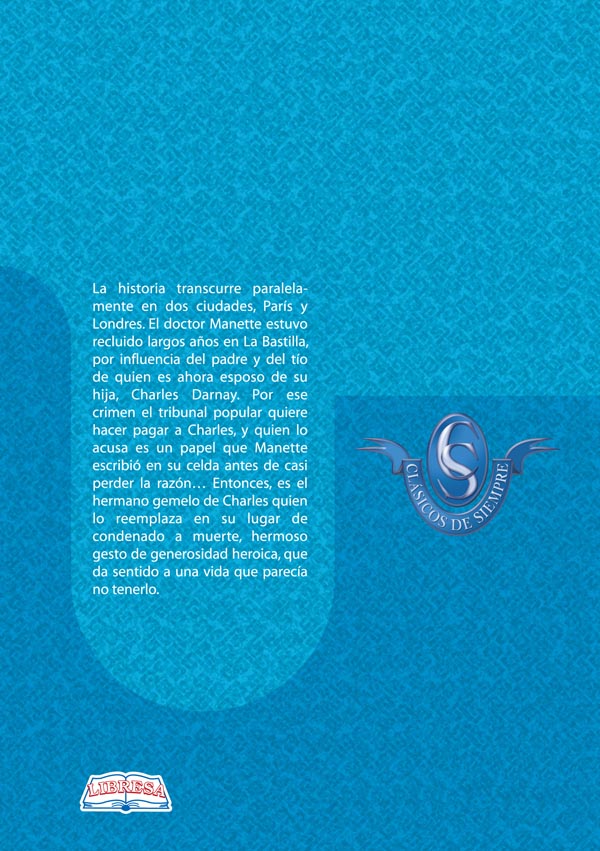 La historia transcurre paralela-
mente en dos ciudades, París y
Londres. El doctor Manette estuvo
recluido largos años en La Bastilla,
por influencia del padre y del tío
de quien es ahora esposo de su
hija, Charles Darnay. Por ese
crimen el tribunal popular quiere
hacer pagar a Charles, y quien lo
acusa es un papel que Manette
escribió en su celda antes de casi
perder la razón… Entonces, es el
hermano gemelo de Charles quien
lo reemplaza en su lugar de
condenado a muerte, hermoso
gesto de generosidad heroica, que
da sentido a una vida que parecía
no tenerlo.
CS
CLÁSICOS DE SIEMPRE
LIBRESA